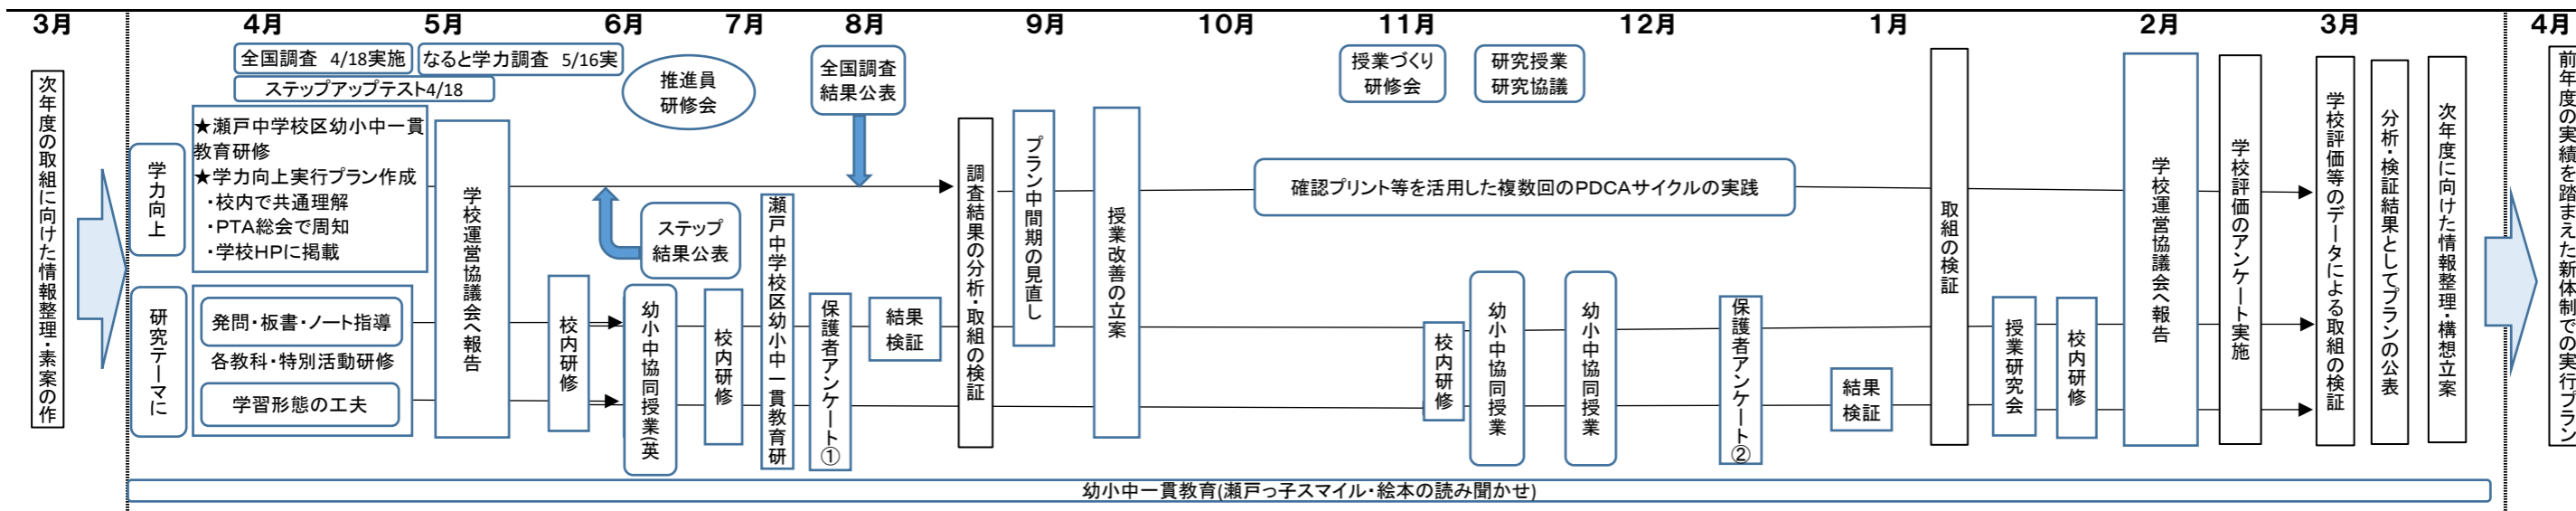 3月
4月
5月
6月
7月
8月
9月
10月
11月
12月
1月
2月
3月
4月
次年度の取組に向けた情報整理・素案の作
全国調査 4/18実施
なると学力調査 5/16実
ステップアップテスト4/18
学力向上
★瀬戸中学校区幼小中一貫
教育研修
★学力向上実行プラン作成
・校内で共通理解
・PTA総会で周知
・学校HPに掲載
研究テーマに
発問・板書・ノート指導
各教科・特別活動研修
学習形態の工夫
学校運営協議会へ報告
校内研修
推進員
研修会
ステップ
結果公表
幼小中協同授業(英
校内研修
瀬戸中学校区幼小中一貫教育研
全国調査
結果公表
保護者アンケート①
結果
検証
調査結果の分析・取組の検証
プラン中間期の見直し
授業改善の立案
授業づくり
研修会
研究授業
研究協議
確認プリント等を活用した複数回のPDCAサイクルの実践
校内研修
幼小中協同授業
幼小中協同授業
保護者アンケート②
結果
検証
取組の検証
授業研究会
校内研修
学校運営協議会へ報告
学校評価のアンケート実施
学校評価等のデータによる取組の検証
分析・検証結果としてプランの公表
次年度に向けた情報整理・構想立案
前年度の実績を踏まえた新体制での実行プラン
幼小中一貫教育(瀬戸っ子スマイル・絵本の読み聞かせ)